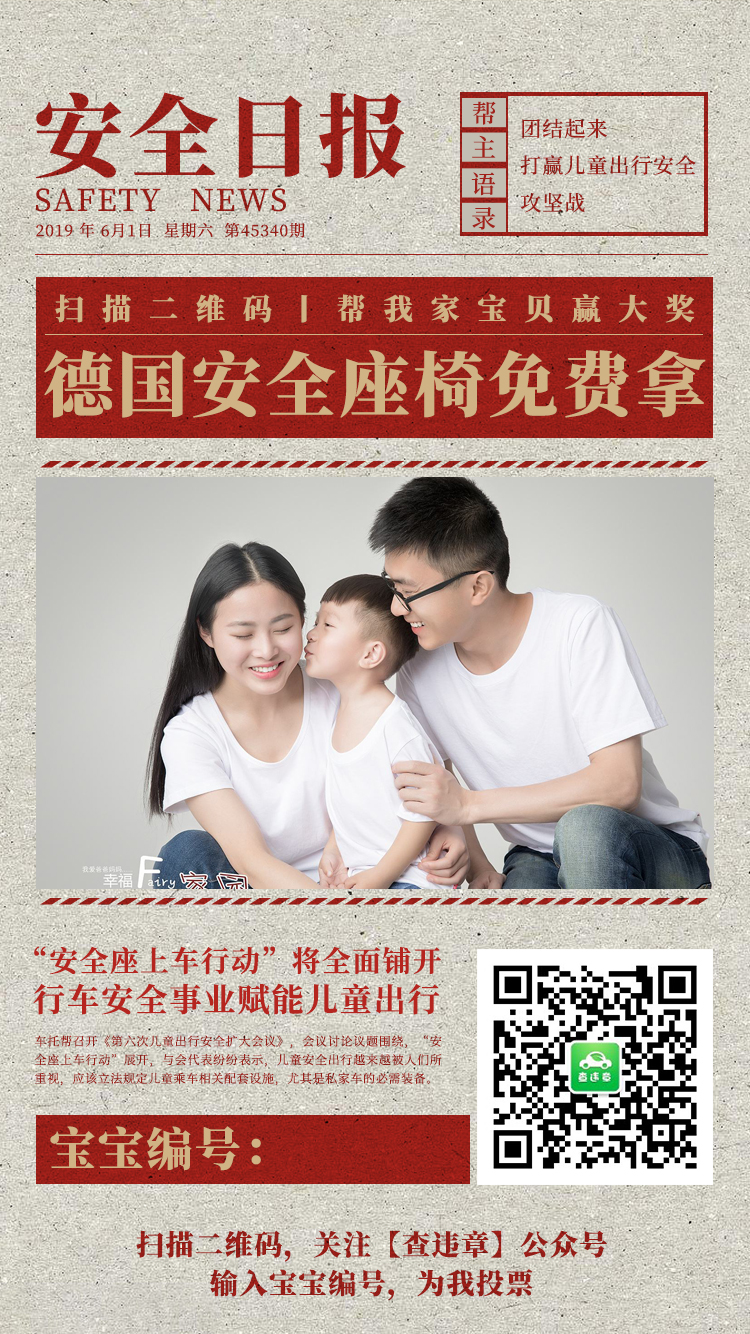 安全日报
SAFETY NEWS
2019 年 6月1日 星期六 第45340期
帮主语录
团结起来
打赢儿童出行安全
攻坚战
扫描二维码丨帮我家宝贝赢大奖
德国安全座椅免费拿
我爱爸爸妈妈
幸福 Fairy 家园
“安全座上车行动”将全面铺开
行车安全事业赋能儿童出行
车托帮召开《第六次儿童出行安全扩大会议》，会议讨论议题围绕，“安
全座上车行动”展开，与会代表纷纷表示，儿童安全出行越来越被人们所
重视，应该立法规定儿童乘车相关配套设施，尤其是私家车的必需装备。
查违章
宝宝编号：
扫描二维码，关注【查违章】公众号
输入宝宝编号，为我投票